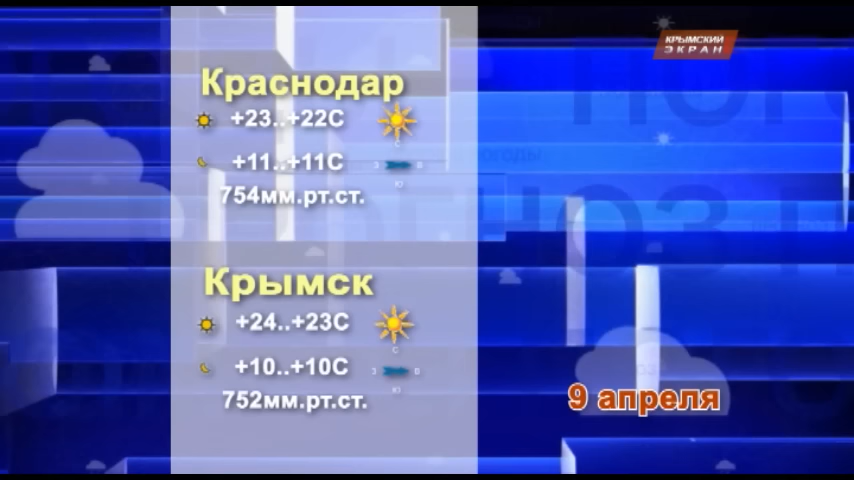 КРЫМСКИЙ
ЭКРАН
Краснодар
+23..+22С
+11..+11С
С
З В
Ю
754мм.рт.ст.
Крымск
+24..+23С
С
+10..+10С
З В
Ю
752мм.рт.ст.
9 апреля